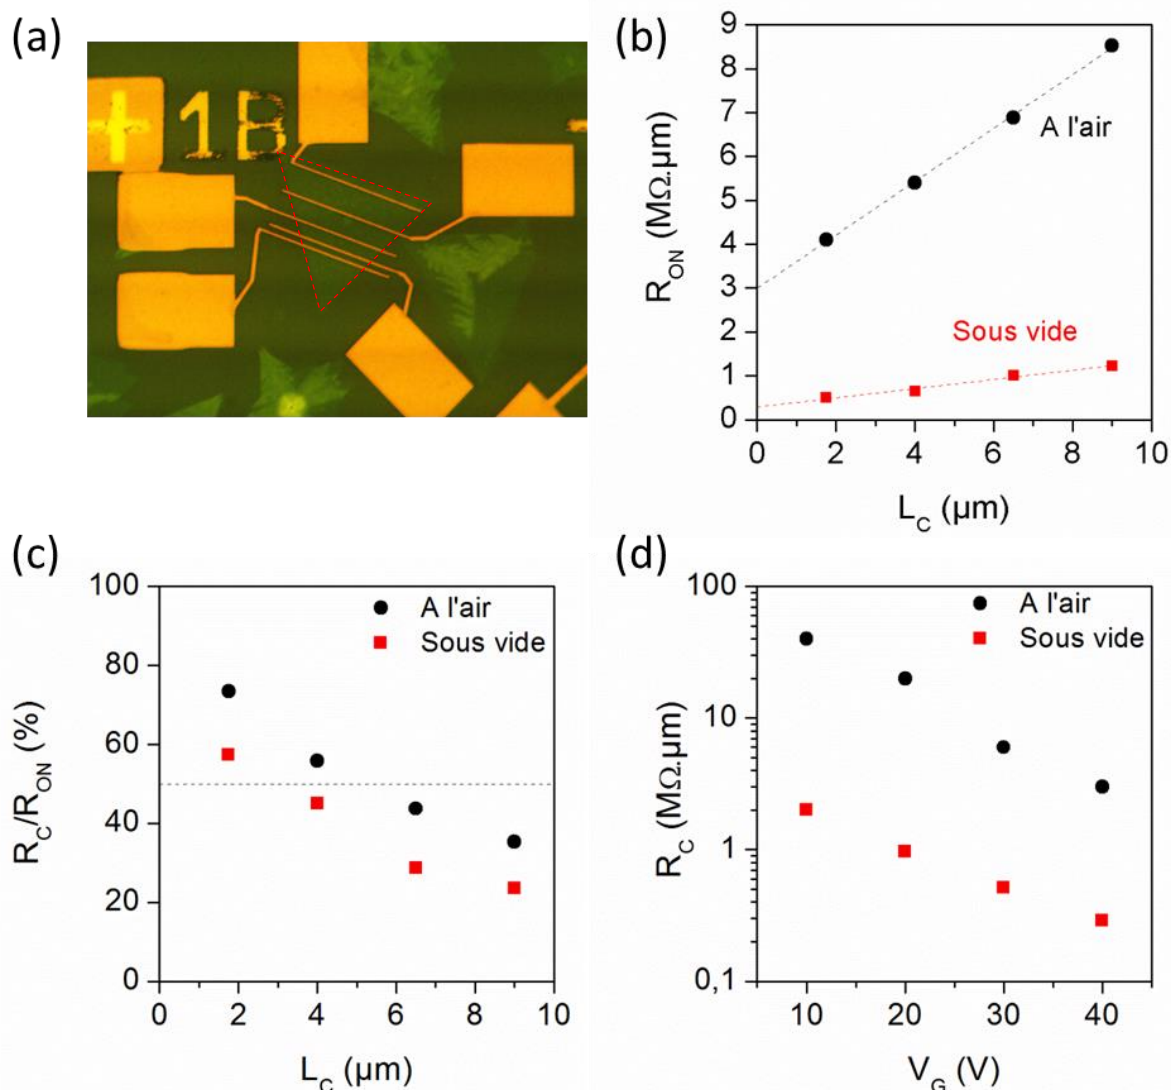 (a)
1B
(b)
9
8
7
6
5
4
3
2
1
0
R_ON (MΩ.µm)
A l'air
Sous vide
0 2 4 6 8 10
L_C (µm)
(c)
100
80
60
40
20
0
R_C/R_ON (%)
A l'air
Sous vide
0 2 4 6 8 10
L_C (µm)
(d)
100
10
1
0,1
R_C (MΩ.µm)
A l'air
Sous vide
10 20 30 40
V_G (V)